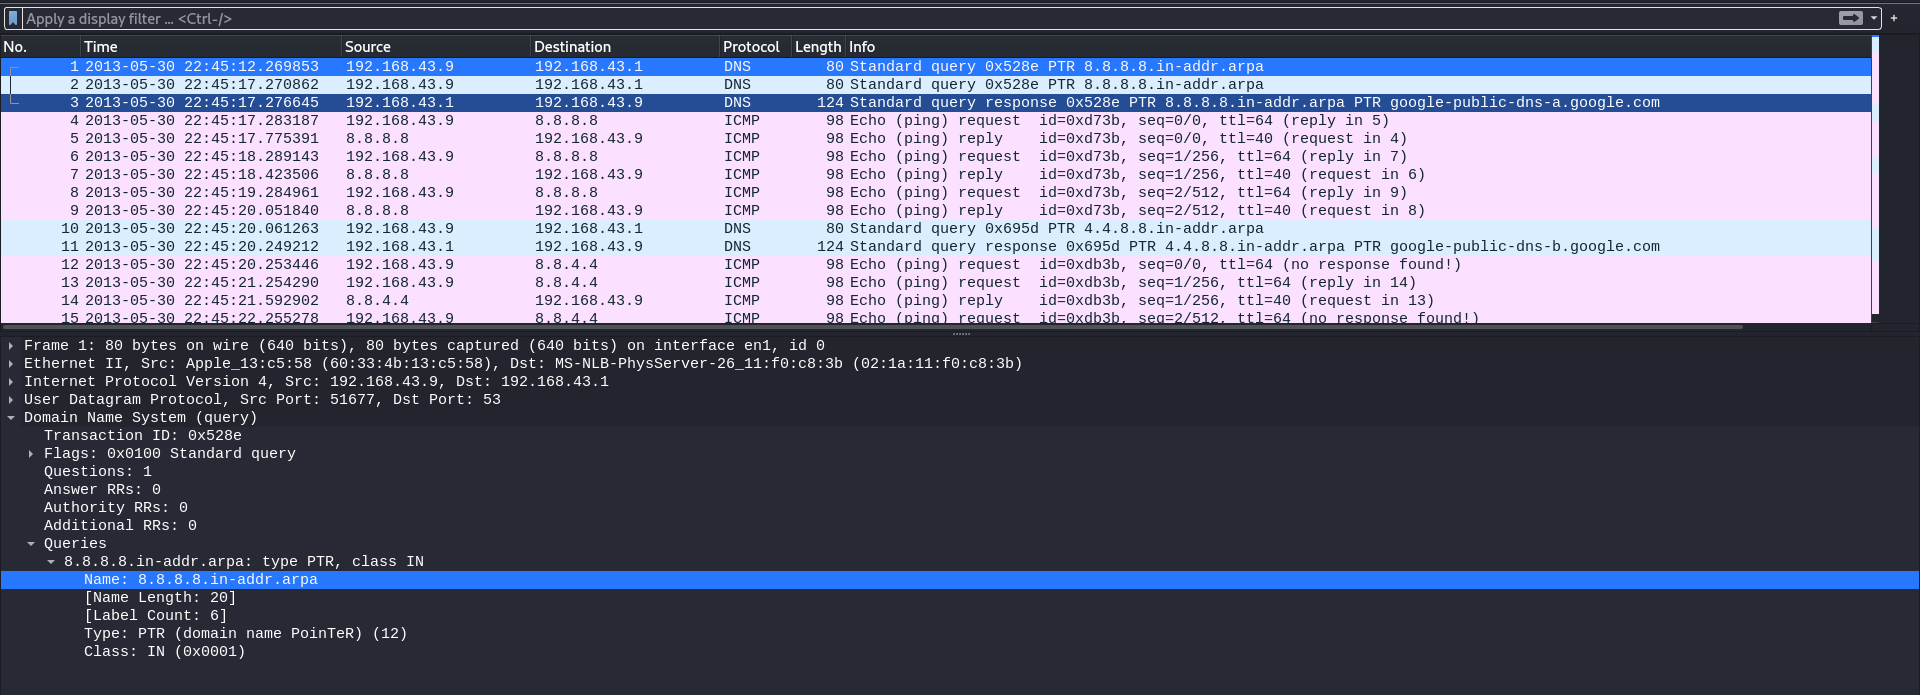 Apply a display filter ... <Ctrl-/>
No. Time Source Destination Protocol Length Info
1 2013-05-30 22:45:12.269853 192.168.43.9 192.168.43.1 DNS 80 Standard query 0x528e PTR 8.8.8.8.in-addr.arpa
2 2013-05-30 22:45:17.270862 192.168.43.9 192.168.43.1 DNS 80 Standard query 0x528e PTR 8.8.8.8.in-addr.arpa
3 2013-05-30 22:45:17.276645 192.168.43.1 192.168.43.9 DNS 124 Standard query response 0x528e PTR 8.8.8.8.in-addr.arpa PTR google-public-dns-a.google.com
4 2013-05-30 22:45:17.283187 192.168.43.9 8.8.8.8 ICMP 98 Echo (ping) request id=0xd73b, seq=0/0, ttl=64 (reply in 5)
5 2013-05-30 22:45:17.775391 8.8.8.8 192.168.43.9 ICMP 98 Echo (ping) reply id=0xd73b, seq=0/0, ttl=40 (request in 4)
6 2013-05-30 22:45:18.289143 192.168.43.9 8.8.8.8 ICMP 98 Echo (ping) request id=0xd73b, seq=1/256, ttl=64 (reply in 7)
7 2013-05-30 22:45:18.423506 8.8.8.8 192.168.43.9 ICMP 98 Echo (ping) reply id=0xd73b, seq=1/256, ttl=40 (request in 6)
8 2013-05-30 22:45:19.284961 192.168.43.9 8.8.8.8 ICMP 98 Echo (ping) request id=0xd73b, seq=2/512, ttl=64 (reply in 9)
9 2013-05-30 22:45:20.051840 8.8.8.8 192.168.43.9 ICMP 98 Echo (ping) reply id=0xd73b, seq=2/512, ttl=40 (request in 8)
10 2013-05-30 22:45:20.061263 192.168.43.9 192.168.43.1 DNS 80 Standard query 0x695d PTR 4.4.8.8.in-addr.arpa
11 2013-05-30 22:45:20.249212 192.168.43.1 192.168.43.9 DNS 124 Standard query response 0x695d PTR 4.4.8.8.in-addr.arpa PTR google-public-dns-b.google.com
12 2013-05-30 22:45:20.253446 192.168.43.9 8.8.4.4 ICMP 98 Echo (ping) request id=0xdb3b, seq=0/0, ttl=64 (no response found!)
13 2013-05-30 22:45:21.254290 192.168.43.9 8.8.4.4 ICMP 98 Echo (ping) request id=0xdb3b, seq=1/256, ttl=64 (reply in 14)
14 2013-05-30 22:45:21.592902 8.8.4.4 192.168.43.9 ICMP 98 Echo (ping) reply id=0xdb3b, seq=1/256, ttl=40 (request in 13)
15 2013-05-30 22:45:22.255278 192.168.43.9 8.8.4.4 ICMP 98 Echo (ping) request id=0xdb3b, seq=2/512, ttl=64 (no response found!)
Frame 1: 80 bytes on wire (640 bits), 80 bytes captured (640 bits) on interface en1, id 0
Ethernet II, Src: Apple_13:c5:58 (60:33:4b:13:c5:58), Dst: MS-NLB-PhysServer-26_11:f0:c8:3b (02:1a:11:f0:c8:3b)
Internet Protocol Version 4, Src: 192.168.43.9, Dst: 192.168.43.1
User Datagram Protocol, Src Port: 51677, Dst Port: 53
Domain Name System (query)
Transaction ID: 0x528e
Flags: 0x0100 Standard query
Questions: 1
Answer RRs: 0
Authority RRs: 0
Additional RRs: 0
Queries
8.8.8.8.in-addr.arpa: type PTR, class IN
Name: 8.8.8.8.in-addr.arpa
[Name Length: 20]
[Label Count: 6]
Type: PTR (domain name PoinTeR) (12)
Class: IN (0x0001)